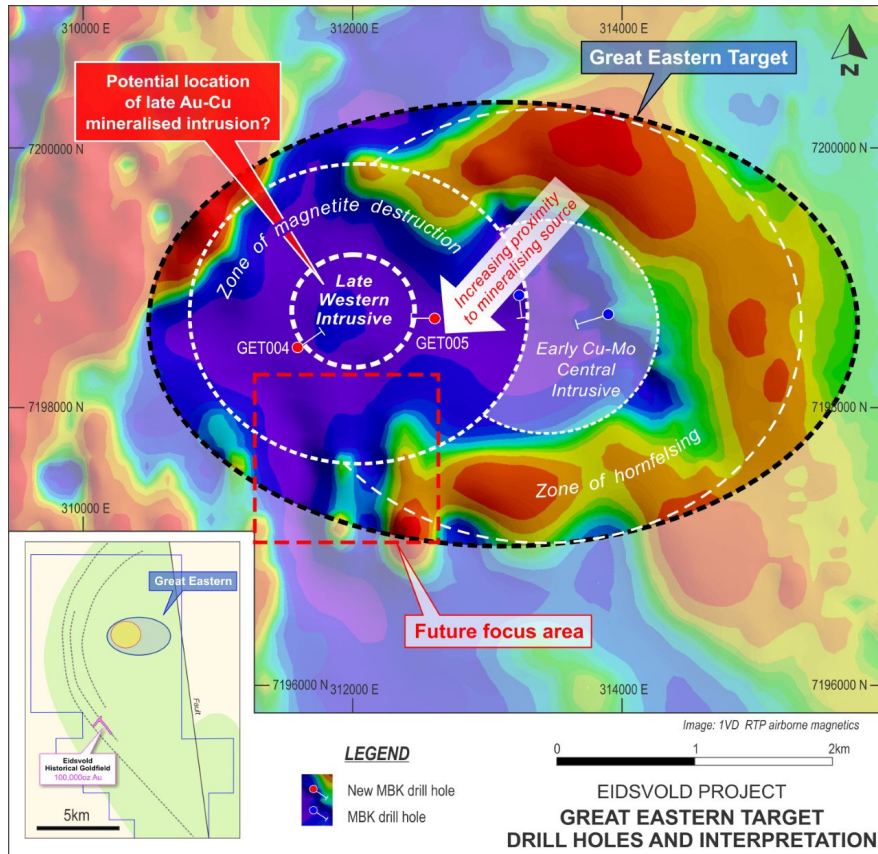 310000 E
312000 E
314000 E
Great Eastern Target
N
Potential location
of late Au-Cu
mineralised intrusion?
7200000 N
7200000 N
Zone of magnetite destruction
Increasing proximity
to mineralising source
Late
Western
Intrusive
GET004
GET005
Early Cu-Mo
Central
Intrusive
7198000 N
7198000 N
Zone of hornfelsing
310000 E
Future focus area
Great Eastern
Fault
Eidsvold
Historical Goldfield
100,000oz Au
5km
7196000 N
312000 E
314000 E
7196000 N
Image: 1VD RTP airborne magnetics
LEGEND
New MBK drill hole
MBK drill hole
0
1
2km
EIDSVOLD PROJECT
GREAT EASTERN TARGET
DRILL HOLES AND INTERPRETATION